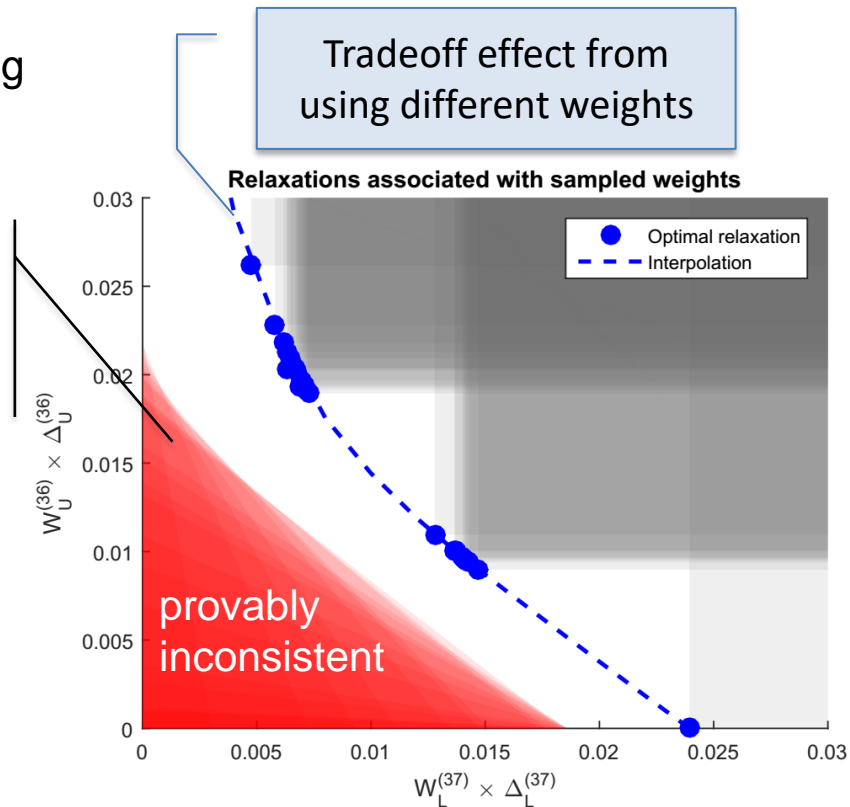 g
Tradeoff effect from
using different weights
Relaxations associated with sampled weights
Optimal relaxation
Interpolation
0.03
0.025
0.02
0.015
0.01
0.005
0
W_U^(36) × Δ_U^(36)
provably
inconsistent
0 0.005 0.01 0.015 0.02 0.025 0.03
W_L^(37) × Δ_L^(37)